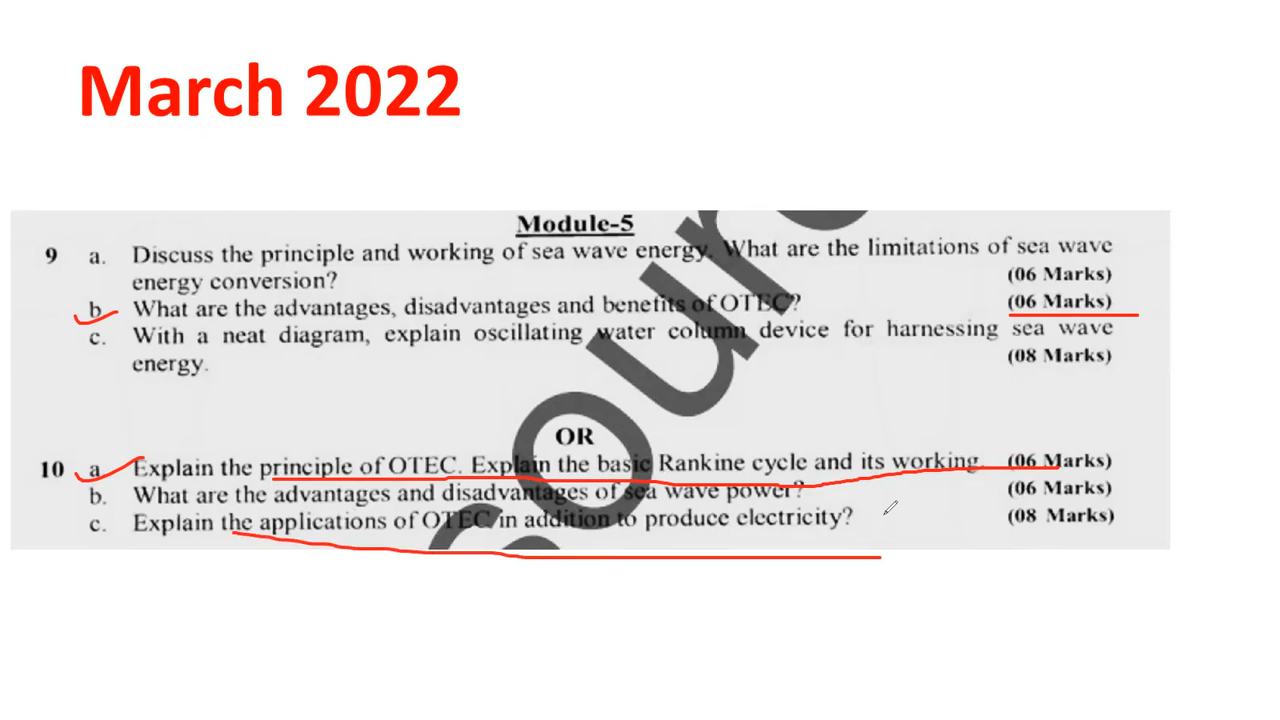 March 2022
Module-5
9 a. Discuss the principle and working of sea wave energy. What are the limitations of sea wave
energy conversion? (06 Marks)
b. What are the advantages, disadvantages and benefits of OTEC? (06 Marks)
c. With a neat diagram, explain oscillating water column device for harnessing sea wave
energy. (08 Marks)
OR
10 a. Explain the principle of OTEC. Explain the basic Rankine cycle and its working. (06 Marks)
b. What are the advantages and disadvantages of sea wave power? (06 Marks)
c. Explain the applications of OTEC in addition to produce electricity? (08 Marks)